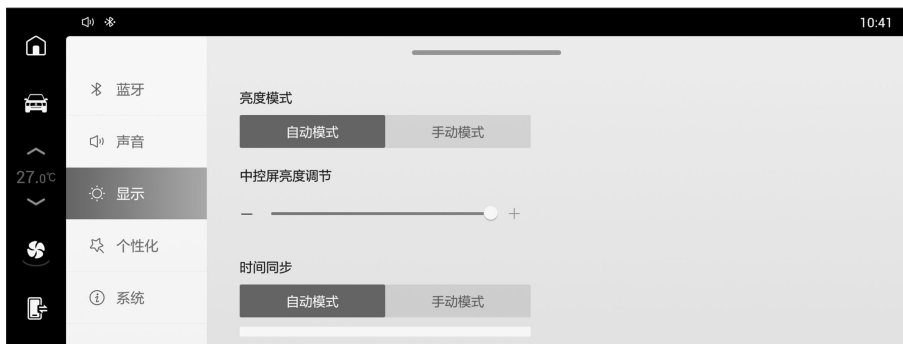 10:41
27.0℃
蓝牙
声音
显示
个性化
系统
亮度模式
自动模式 手动模式
中控屏亮度调节
时间同步
自动模式 手动模式